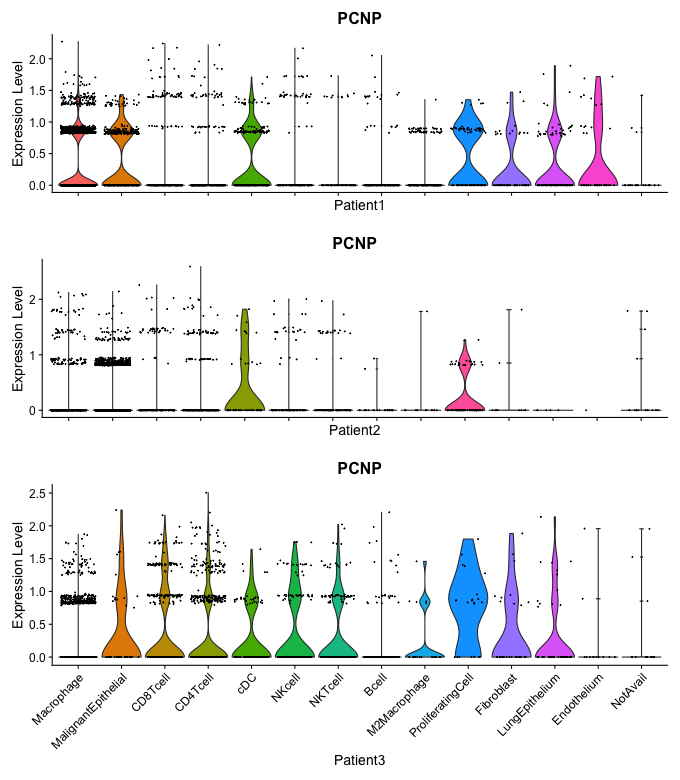 PCNP
Expression Level
2.0
1.5
1.0
0.5
0.0
Patient1
PCNP
Expression Level
2
1
0
Patient2
PCNP
Expression Level
2.5
2.0
1.5
1.0
0.5
0.0
Macrophage
MalignantEpithelial
CD8Tcell
CD4Tcell
cDC
NKcell
NKTcell
Bcell
M2Macrophage
ProliferatingCell
Fibroblast
LungEpithelium
Endothelium
NotAvail
Patient3